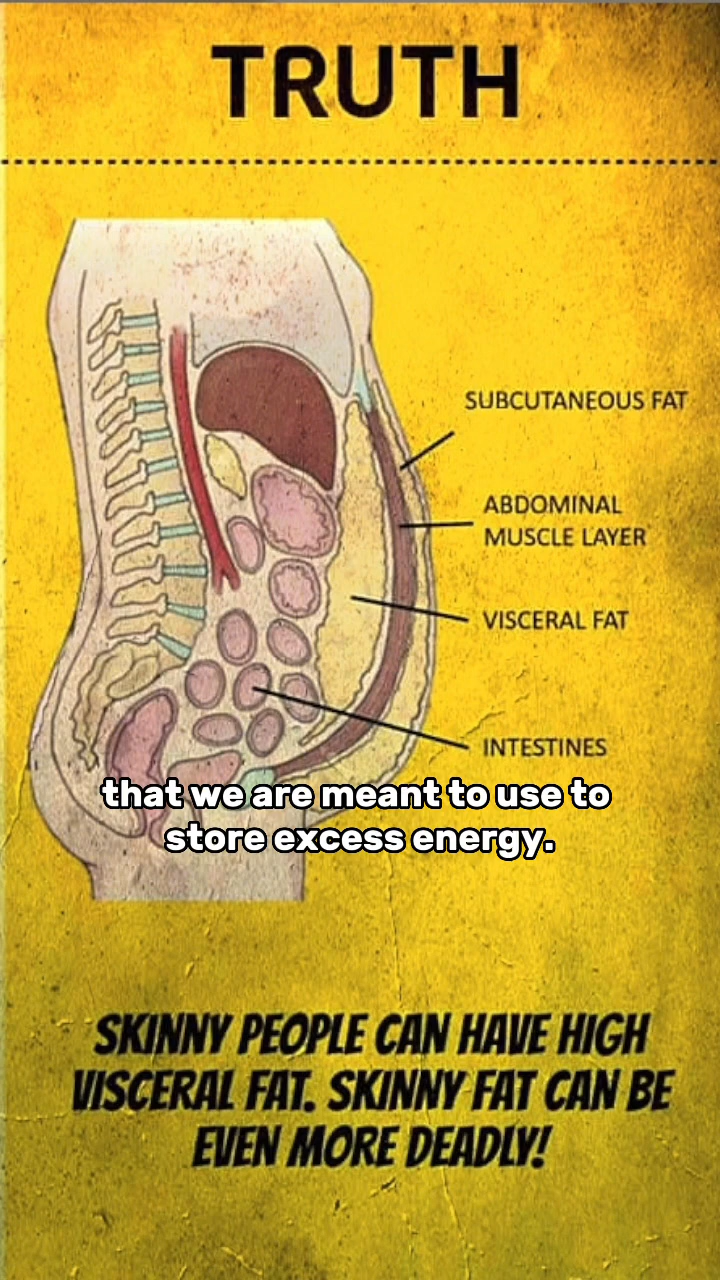 TRUTH
SUBCUTANEOUS FAT
ABDOMINAL
MUSCLE LAYER
VISCERAL FAT
INTESTINES
that we are meant to use to
store excess energy.
SKINNY PEOPLE CAN HAVE HIGH
VISCERAL FAT. SKINNY FAT CAN BE
EVEN MORE DEADLY!